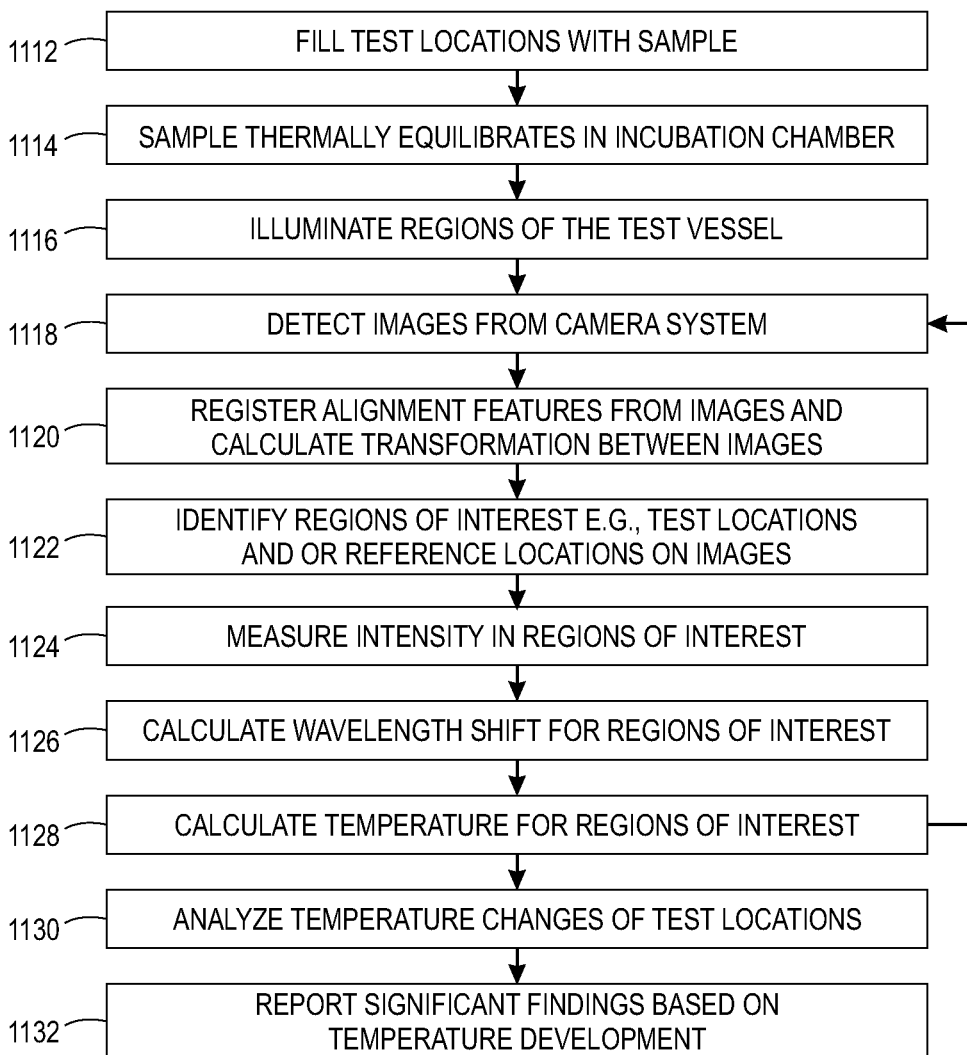 1112 FILL TEST LOCATIONS WITH SAMPLE
1114 SAMPLE THERMALLY EQUILIBRATES IN INCUBATION CHAMBER
1116 ILLUMINATE REGIONS OF THE TEST VESSEL
1118 DETECT IMAGES FROM CAMERA SYSTEM
1120 REGISTER ALIGNMENT FEATURES FROM IMAGES AND
CALCULATE TRANSFORMATION BETWEEN IMAGES
1122 IDENTIFY REGIONS OF INTEREST E.G., TEST LOCATIONS
AND OR REFERENCE LOCATIONS ON IMAGES
1124 MEASURE INTENSITY IN REGIONS OF INTEREST
1126 CALCULATE WAVELENGTH SHIFT FOR REGIONS OF INTEREST
1128 CALCULATE TEMPERATURE FOR REGIONS OF INTEREST
1130 ANALYZE TEMPERATURE CHANGES OF TEST LOCATIONS
1132 REPORT SIGNIFICANT FINDINGS BASED ON
TEMPERATURE DEVELOPMENT